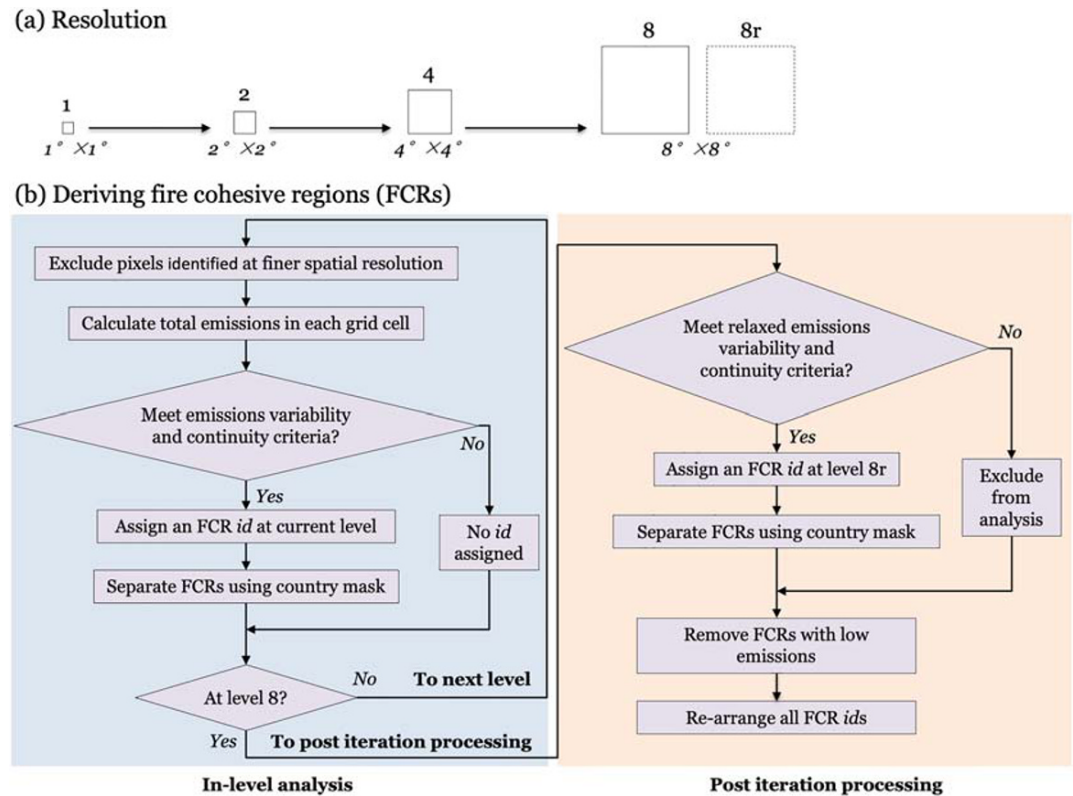 (a) Resolution
1
2
4
8
8r
1° ×1°
2° ×2°
4° ×4°
8° ×8°
(b) Deriving fire cohesive regions (FCRs)
Exclude pixels identified at finer spatial resolution
Calculate total emissions in each grid cell
Meet emissions variability
and continuity criteria?
No
Yes
Assign an FCR id at current level
No id
assigned
Separate FCRs using country mask
At level 8?
No
To next level
Yes
To post iteration processing
In-level analysis
Meet relaxed emissions
variability and
continuity criteria?
No
Yes
Assign an FCR id at level 8r
Exclude
from
analysis
Separate FCRs using country mask
Remove FCRs with low
emissions
Re-arrange all FCR ids
Post iteration processing